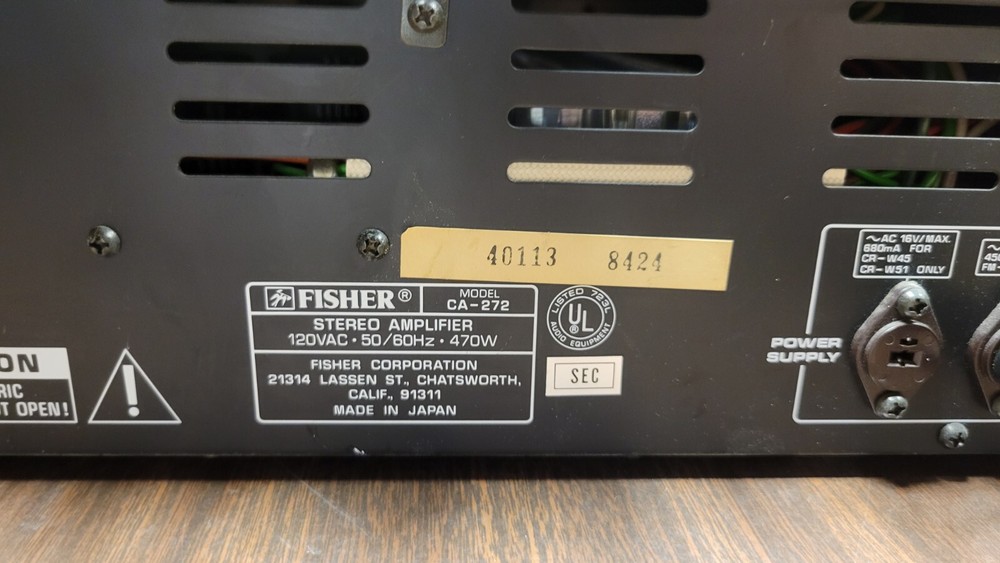 40113 8424
FISHER®
MODEL
CA-272
STEREO AMPLIFIER
120VAC • 50/60Hz • 470W
FISHER CORPORATION
21314 LASSEN ST., CHATSWORTH,
CALIF., 91311
MADE IN JAPAN
LISTED 723L
UL®
AUDIO EQUIPMENT
SEC
ON
RIC
T OPEN!
!
~AC 16V/MAX.
680mA FOR
CR-W45
CR-W51 ONLY
POWER
SUPPLY
~
450
FM-